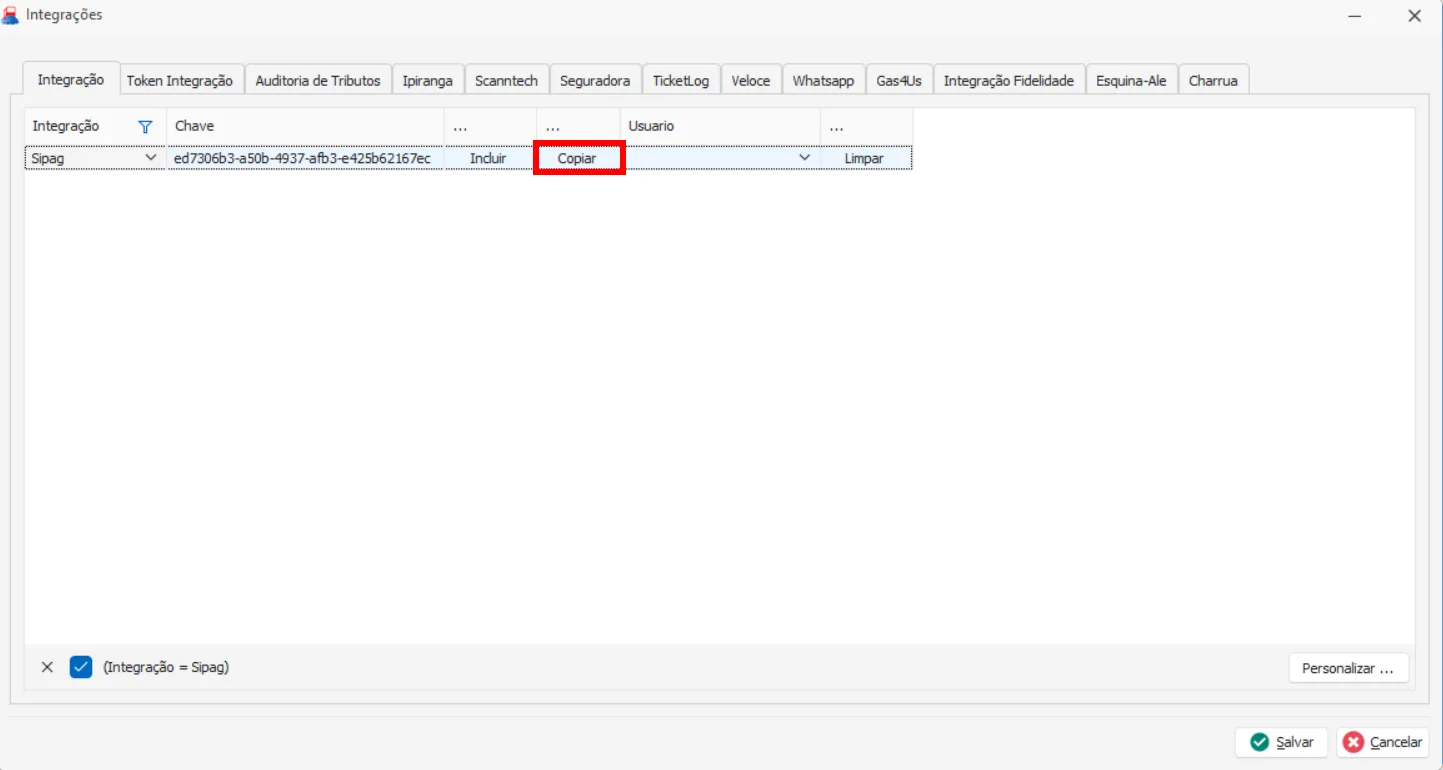 Integrações
Integração Token Integração Auditoria de Tributos Ipiranga Scanntech Seguradora TicketLog Veloce Whatsapp Gas4Us Integração Fidelidade Esquina-Ale Charrua
Integração Chave ... ... Usuario ...
Sipag ed7306b3-a50b-4937-afb3-e425b62167ec Incluir Copiar Limpar
(Integração = Sipag) Personalizar ...
Salvar Cancelar